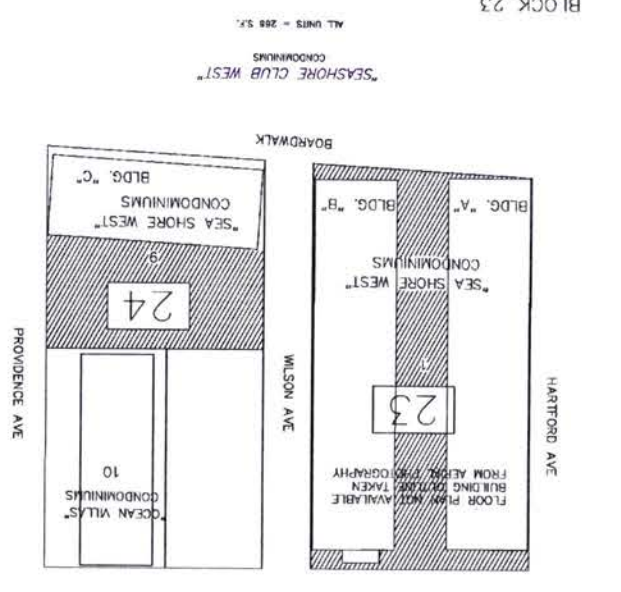 BLOCK 23
ALL UNITS = 288 S.F.
CONDOMINIUMS
"SEASHORE CLUB WEST"
BOARDWALK
BLDG. "A"
BLDG. "B"
"SEA SHORE WEST"
CONDOMINIUMS
1
23
FLOOR PLAN NOT AVAILABLE
BUILDING OUTLINE TAKEN
FROM AERIAL PHOTOGRAPHY
HARTFORD AVE
WILSON AVE
BLDG. "C"
"SEA SHORE WEST"
CONDOMINIUMS
9
24
"OCEAN VILLAS"
CONDOMINIUMS
10
PROVIDENCE AVE